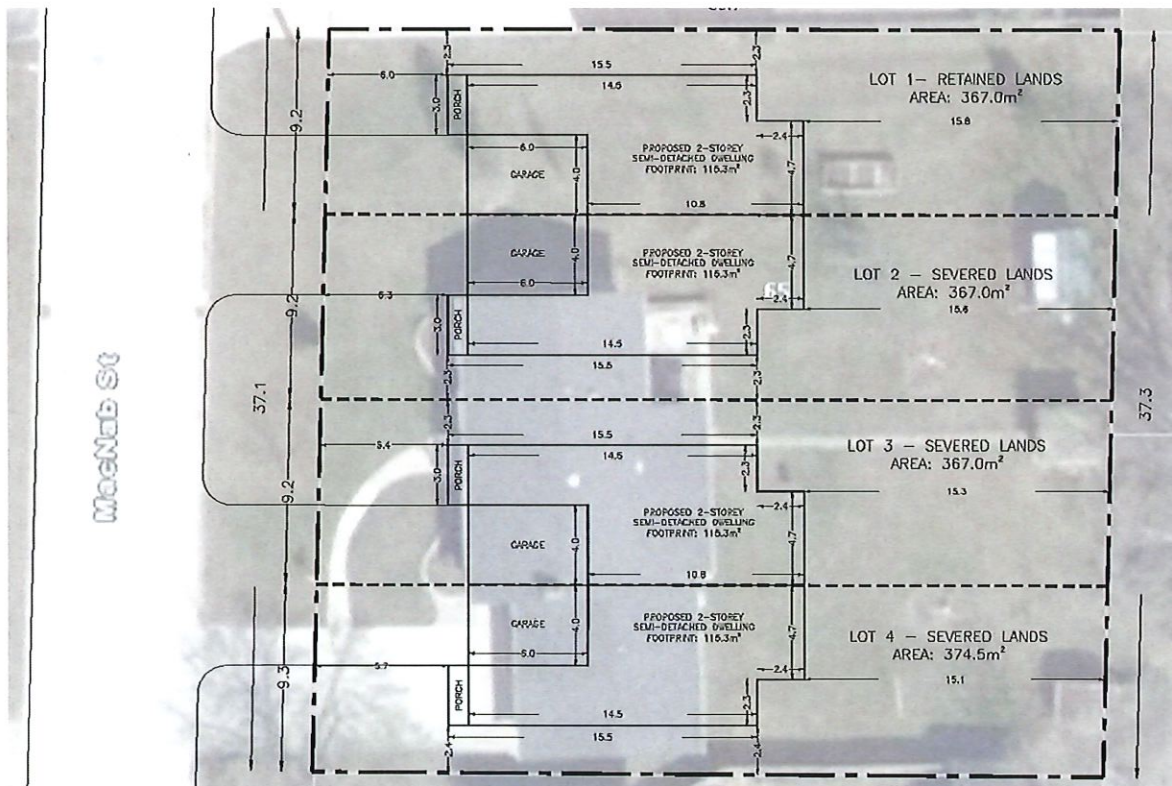 2.3
2.3
15.5
6.0
14.5
3.0
PORCH
2.3
LOT 1 – RETAINED LANDS
AREA: 367.0m²
15.8
9.2
2.4
6.0
PROPOSED 2-STOREY
SEMI-DETACHED DWELLING
FOOTPRINT: 115.3m²
GARAGE
4.0
4.7
10.8
GARAGE
4.0
PROPOSED 2-STOREY
SEMI-DETACHED DWELLING
FOOTPRINT: 115.3m²
4.7
LOT 2 – SEVERED LANDS
AREA: 367.0m²
6.0
65
2.4
15.6
6.3
9.2
3.0
PORCH
14.5
2.3
15.5
MacNab St
37.1
37.3
2.3
2.3
15.5
6.4
14.5
3.0
PORCH
2.3
LOT 3 – SEVERED LANDS
AREA: 367.0m²
15.3
9.2
2.4
PROPOSED 2-STOREY
SEMI-DETACHED DWELLING
FOOTPRINT: 115.3m²
GARAGE
4.0
4.7
10.8
GARAGE
4.0
PROPOSED 2-STOREY
SEMI-DETACHED DWELLING
FOOTPRINT: 115.3m²
4.7
LOT 4 – SEVERED LANDS
AREA: 374.5m²
6.0
2.4
15.1
9.3
PORCH
14.5
2.3
15.5
2.4
2.4